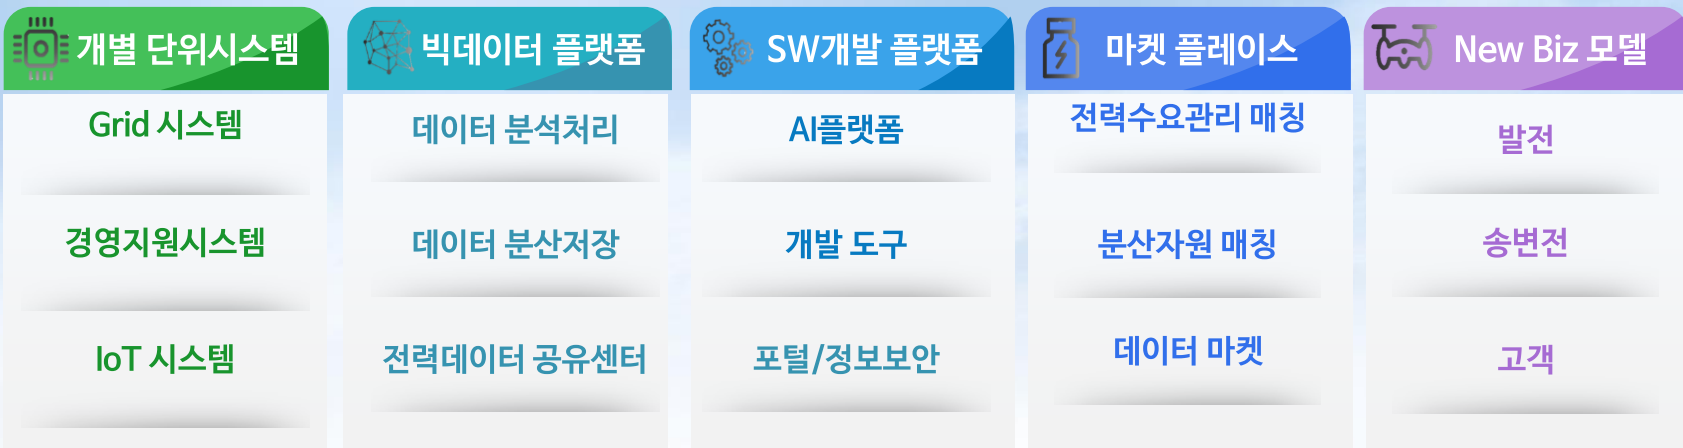 개별 단위시스템
Grid 시스템
경영지원시스템
IoT 시스템
빅데이터 플랫폼
데이터 분석처리
데이터 분산저장
전력데이터 공유센터
SW개발 플랫폼
AI플랫폼
개발 도구
포털/정보보안
마켓 플레이스
전력수요관리 매칭
분산자원 매칭
데이터 마켓
New Biz 모델
발전
송변전
고객